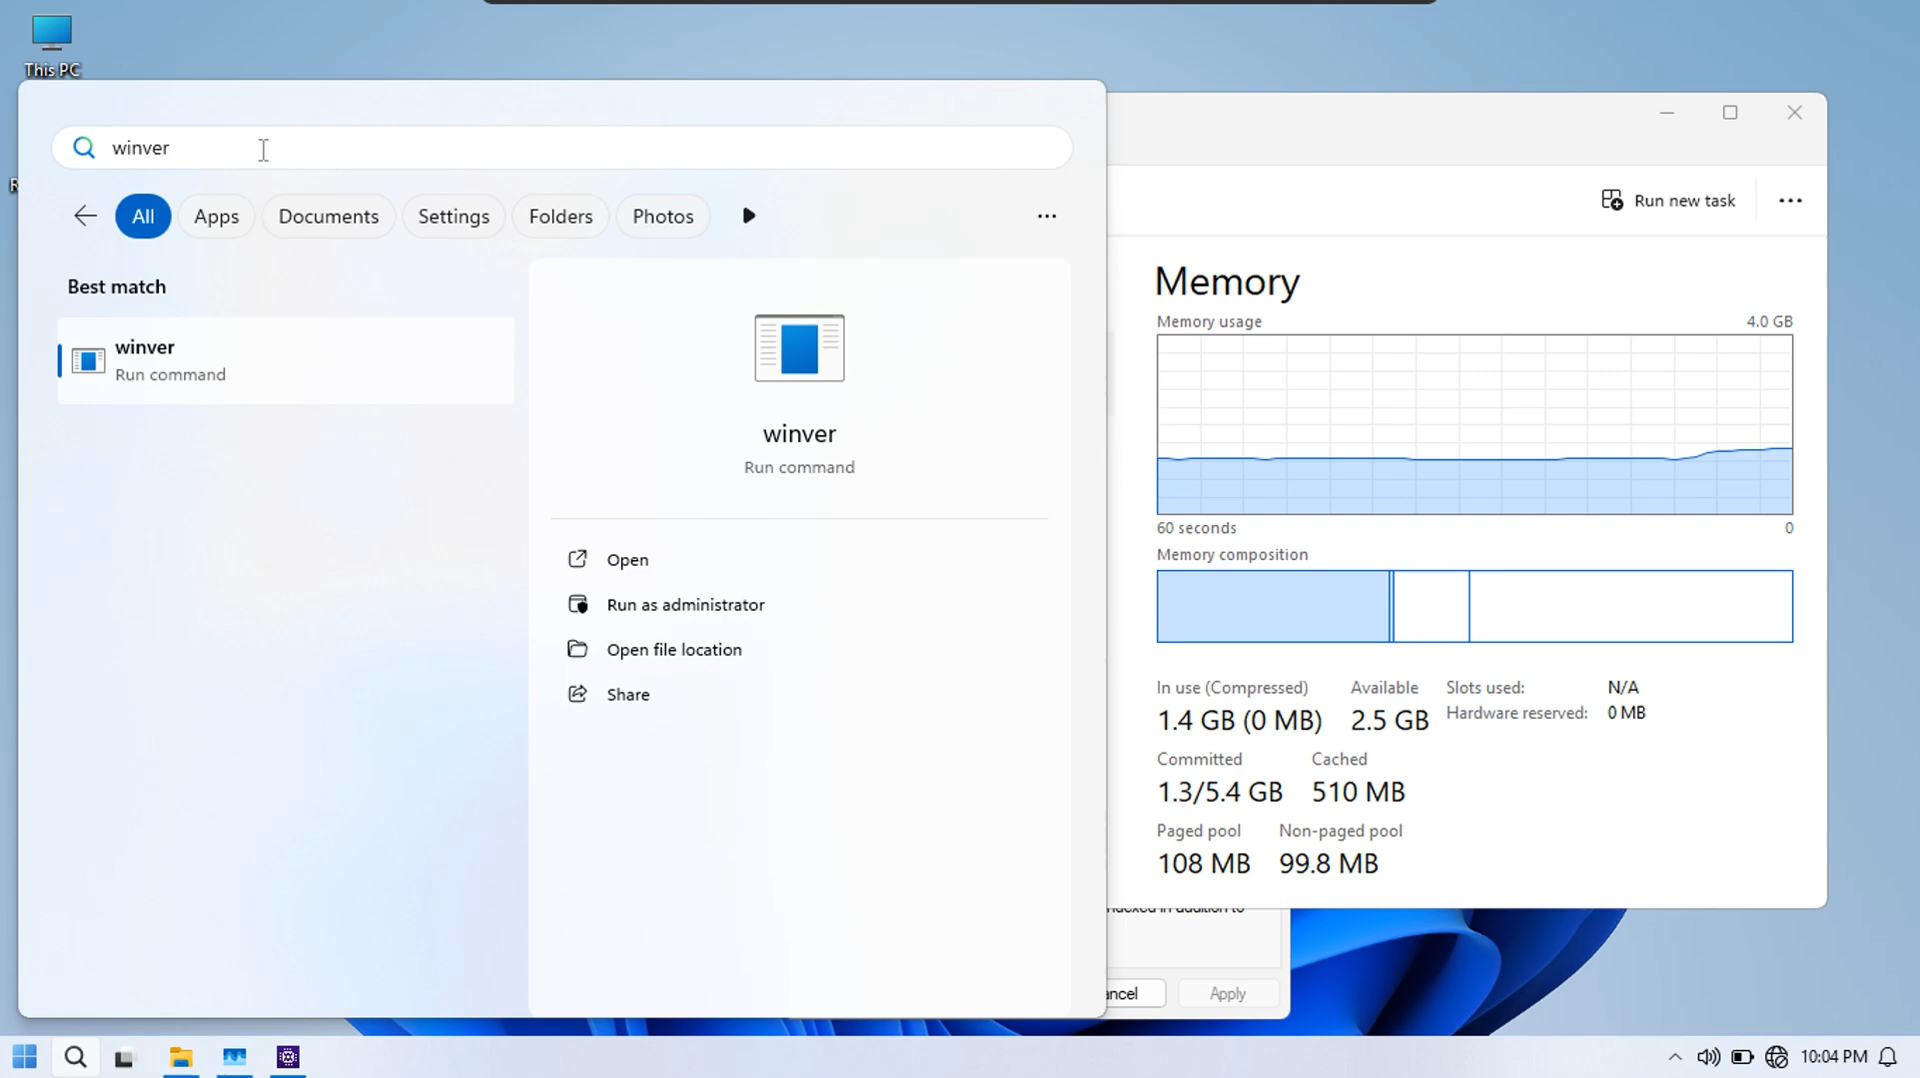 This PC
winver
All
Apps
Documents
Settings
Folders
Photos
Best match
winver
Run command
winver
Run command
Open
Run as administrator
Open file location
Share
Run new task
Memory
Memory usage
4.0 GB
60 seconds
0
Memory composition
In use (Compressed)
1.4 GB (0 MB)
Available
2.5 GB
Slots used:
N/A
Hardware reserved:
0 MB
Committed
1.3/5.4 GB
Cached
510 MB
Paged pool
108 MB
Non-paged pool
99.8 MB
in addition to
ancel
Apply
10:04 PM